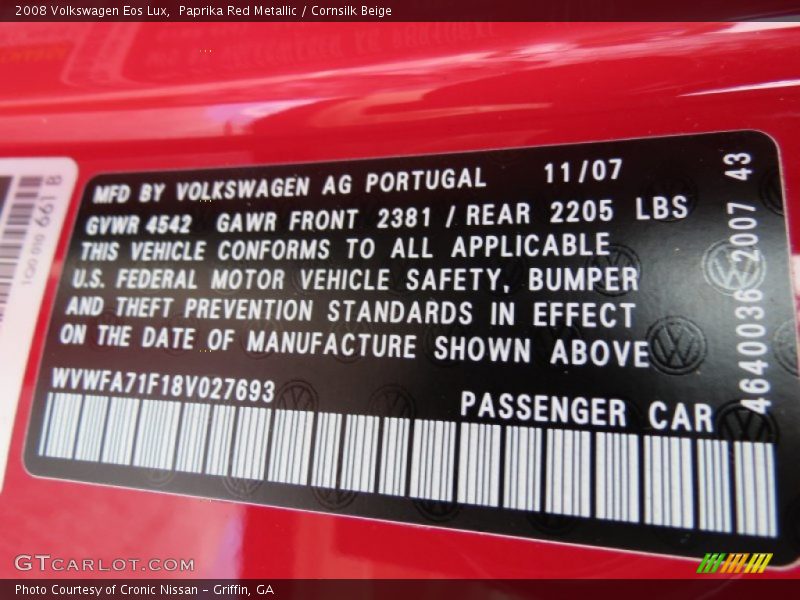 2008 Volkswagen Eos Lux,  Paprika Red Metallic / Cornsilk Beige
MFD BY VOLKSWAGEN AG PORTUGAL 11/07
GVWR 4542 GAWR FRONT 2381 / REAR 2205 LBS
THIS VEHICLE CONFORMS TO ALL APPLICABLE
U.S. FEDERAL MOTOR VEHICLE SAFETY, BUMPER
AND THEFT PREVENTION STANDARDS IN EFFECT
ON THE DATE OF MANUFACTURE SHOWN ABOVE
WVWFA71F18V027693
PASSENGER CAR
4640036 2007 43
1Q0 010 661 B
GTCARLOT.COM
Photo Courtesy of Cronic Nissan – Griffin, GA